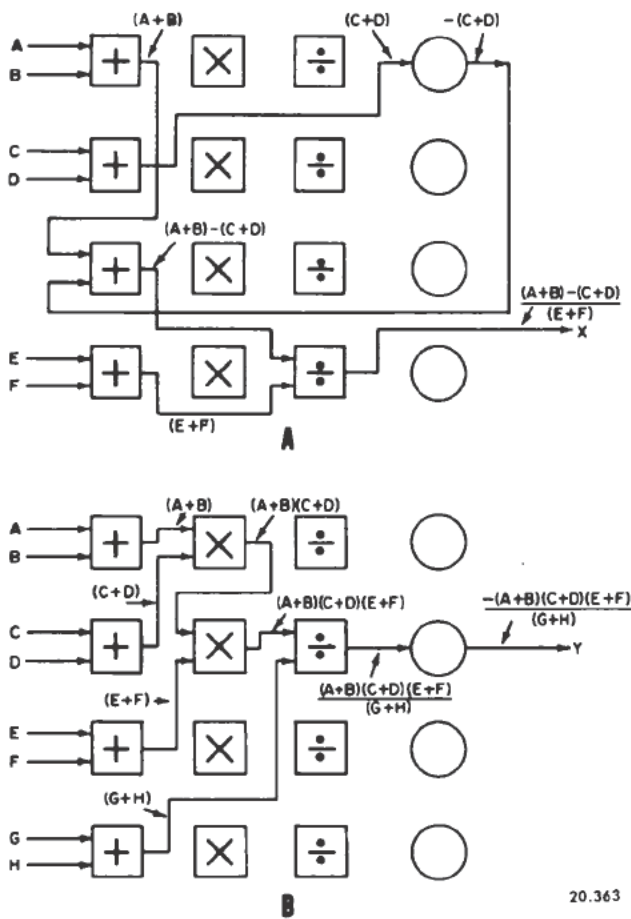 (A+B)
(C+D)
-(C+D)
A
+
×
÷
B
C
+
×
÷
D
(A+B)-(C+D)
+
×
÷
(A+B)-(C+D)
(E+F)
X
E
+
×
÷
F
(E+F)
A
(A+B)
(A+B)(C+D)
A
+
×
÷
B
(C+D)
(A+B)(C+D)(E+F)
-(A+B)(C+D)(E+F)
(G+H)
C
+
×
÷
Y
D
(A+B)(C+D)(E+F)
(G+H)
(E+F)
E
+
×
÷
F
(G+H)
G
+
×
÷
H
B
20.363